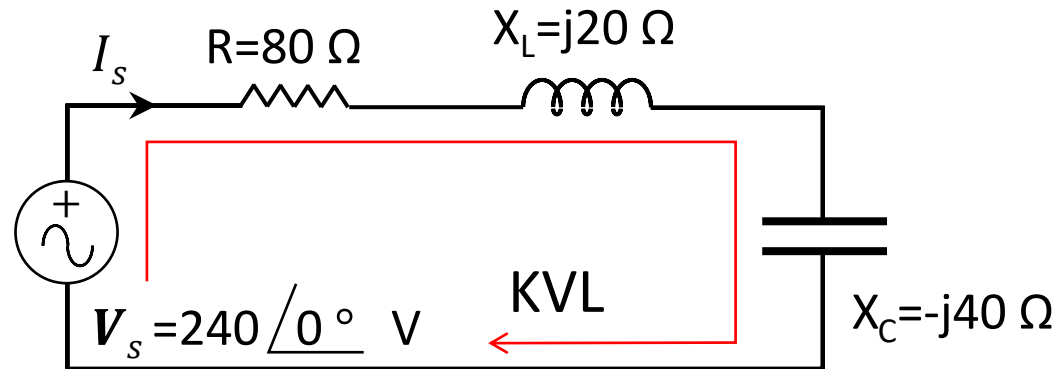 I_s
R=80 Ω
X_L=j20 Ω
+
KVL
X_C=-j40 Ω
V_s=240∠0° V